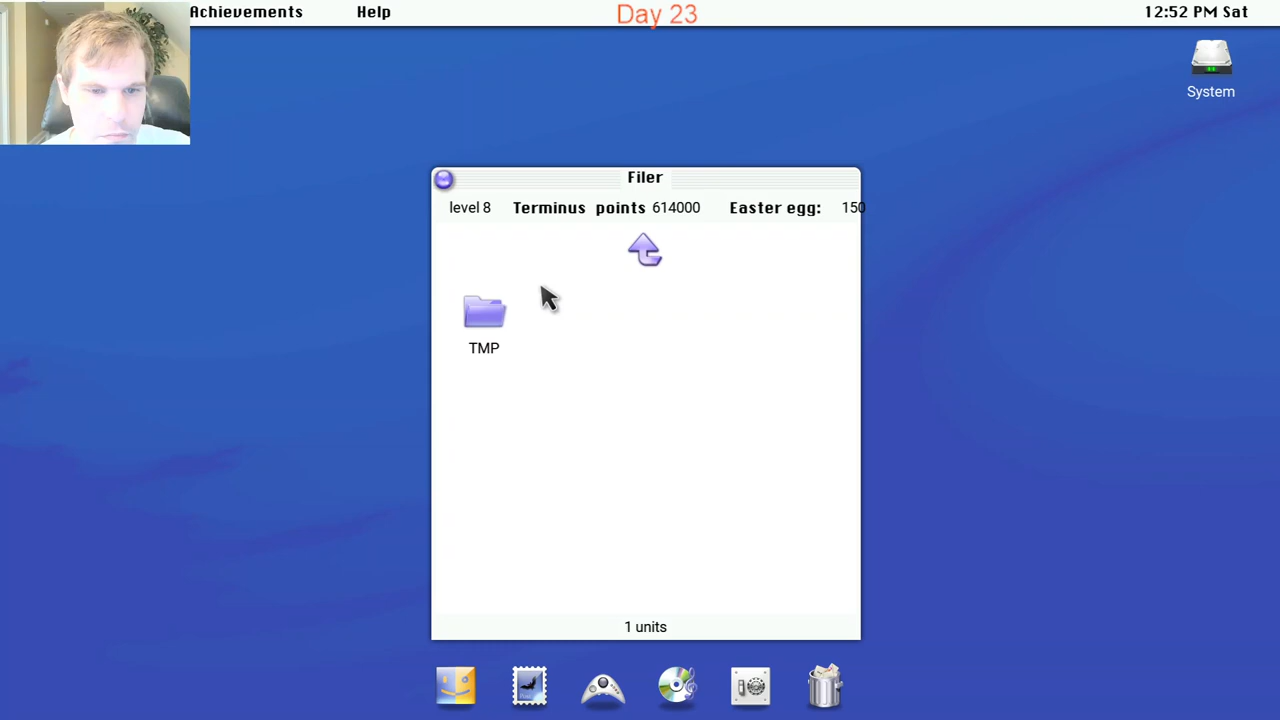 Achievements Help Day 23 12:52 PM Sat
System
Filer
level 8 Terminus points 614000 Easter egg: 150
TMP
1 units